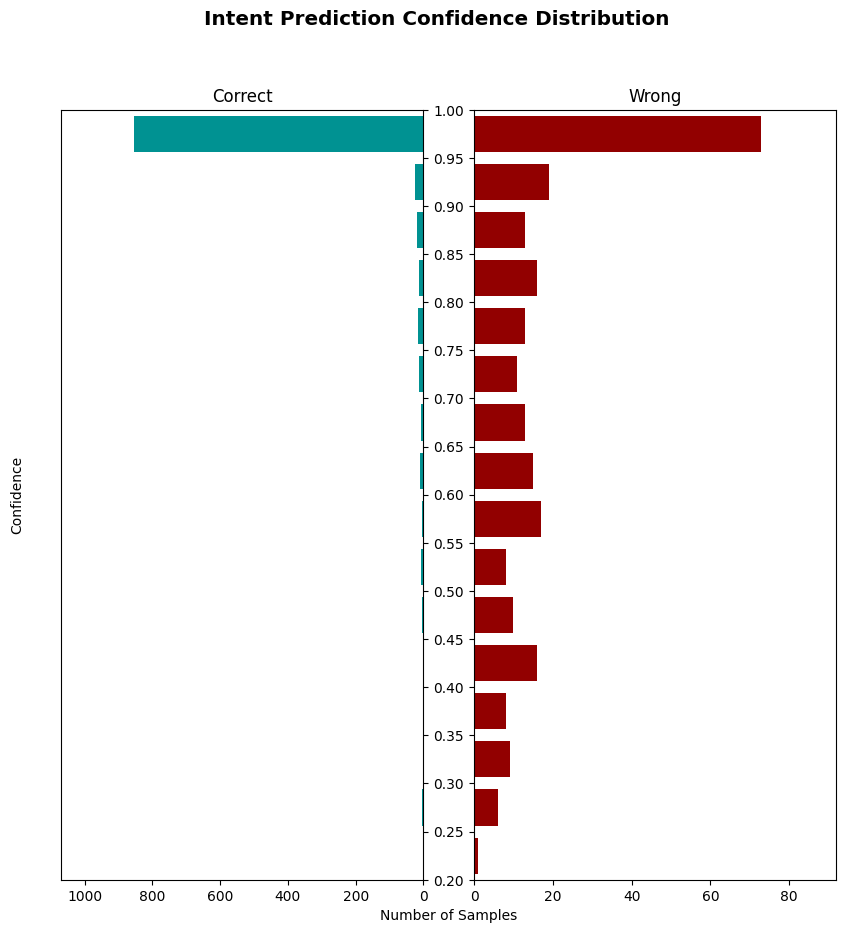 Intent Prediction Confidence Distribution
Correct
Wrong
1.00
0.95
0.90
0.85
0.80
0.75
0.70
0.65
0.60
0.55
0.50
0.45
0.40
0.35
0.30
0.25
0.20
Confidence
1000 800 600 400 200 0
0 20 40 60 80
Number of Samples